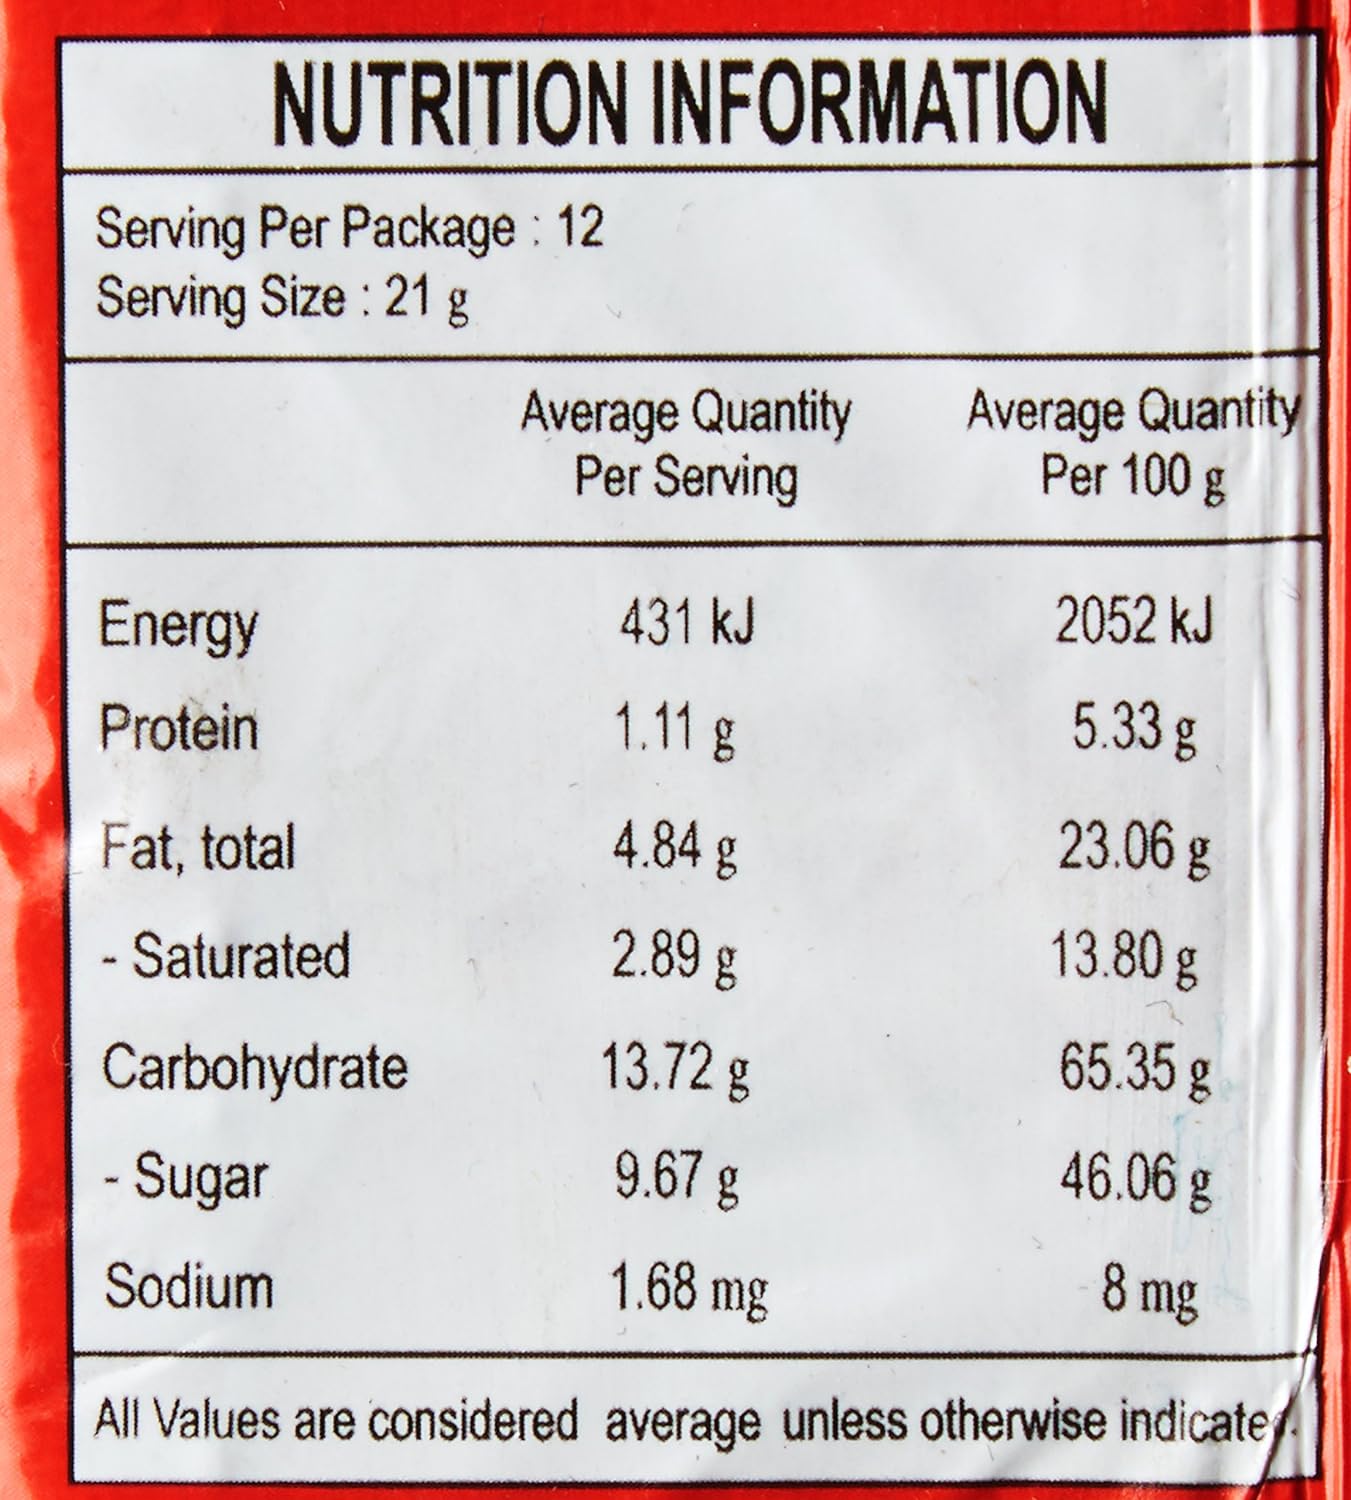 NUTRITION INFORMATION
Serving Per Package : 12
Serving Size : 21 g
Average Quantity Per Serving
Average Quantity Per 100 g
Energy 431 kJ 2052 kJ
Protein 1.11 g 5.33 g
Fat, total 4.84 g 23.06 g
- Saturated 2.89 g 13.80 g
Carbohydrate 13.72 g 65.35 g
- Sugar 9.67 g 46.06 g
Sodium 1.68 mg 8 mg
All Values are considered average unless otherwise indicated.